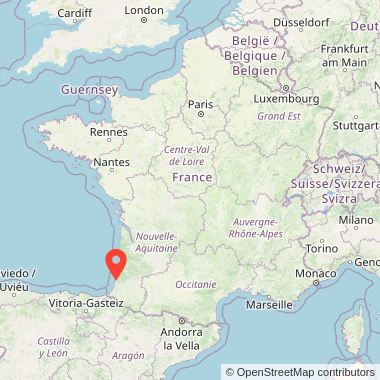 Cardiff
London
Düsseldorf
België /
Belgique /
Belgien
Frankfurt
am Main
Guernsey
Luxembourg
Paris
Grand Est
Rennes
Stuttgart
Centre-Val
de Loire
Nantes
France
Schweiz/
Suisse/Svizzera/
Svizra
Milano
Nouvelle-
Aquitaine
Auvergne-
Rhône-Alpes
Torino
Geno
viedo /
Uviéu
Occitanie
Monaco
Marseille
Vitoria-Gasteiz
Andorra
la Vella
Castilla
y León
Aragón
© OpenStreetMap contributors